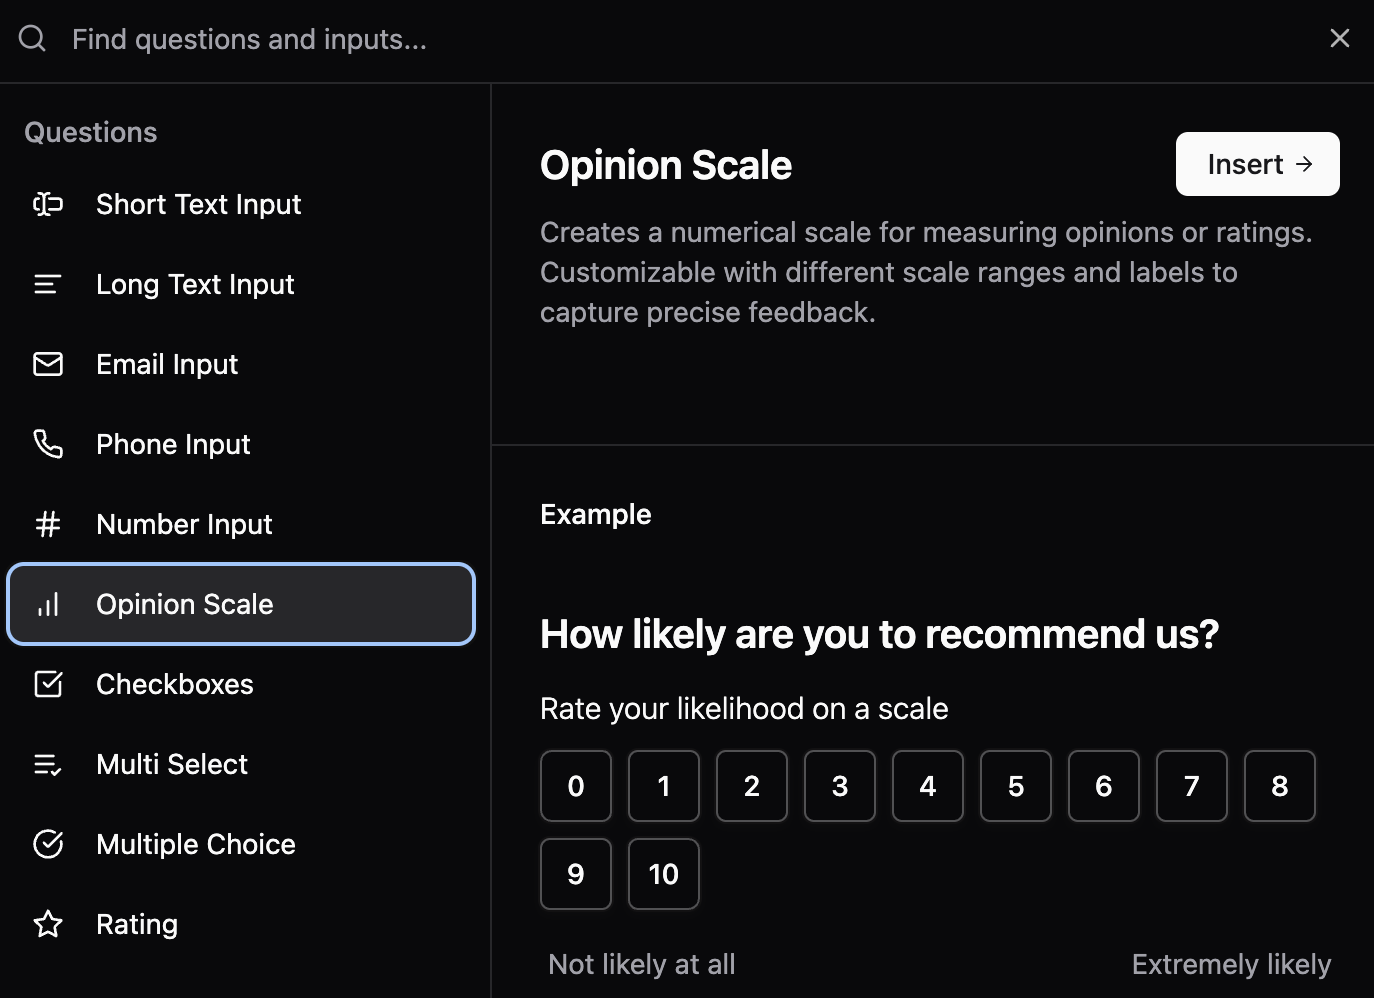 Find questions and inputs...
Questions
Short Text Input
Long Text Input
Email Input
Phone Input
Number Input
Opinion Scale
Checkboxes
Multi Select
Multiple Choice
Rating
Opinion Scale
Insert →
Creates a numerical scale for measuring opinions or ratings.
Customizable with different scale ranges and labels to
capture precise feedback.
Example
How likely are you to recommend us?
Rate your likelihood on a scale
0 1 2 3 4 5 6 7 8
9 10
Not likely at all Extremely likely